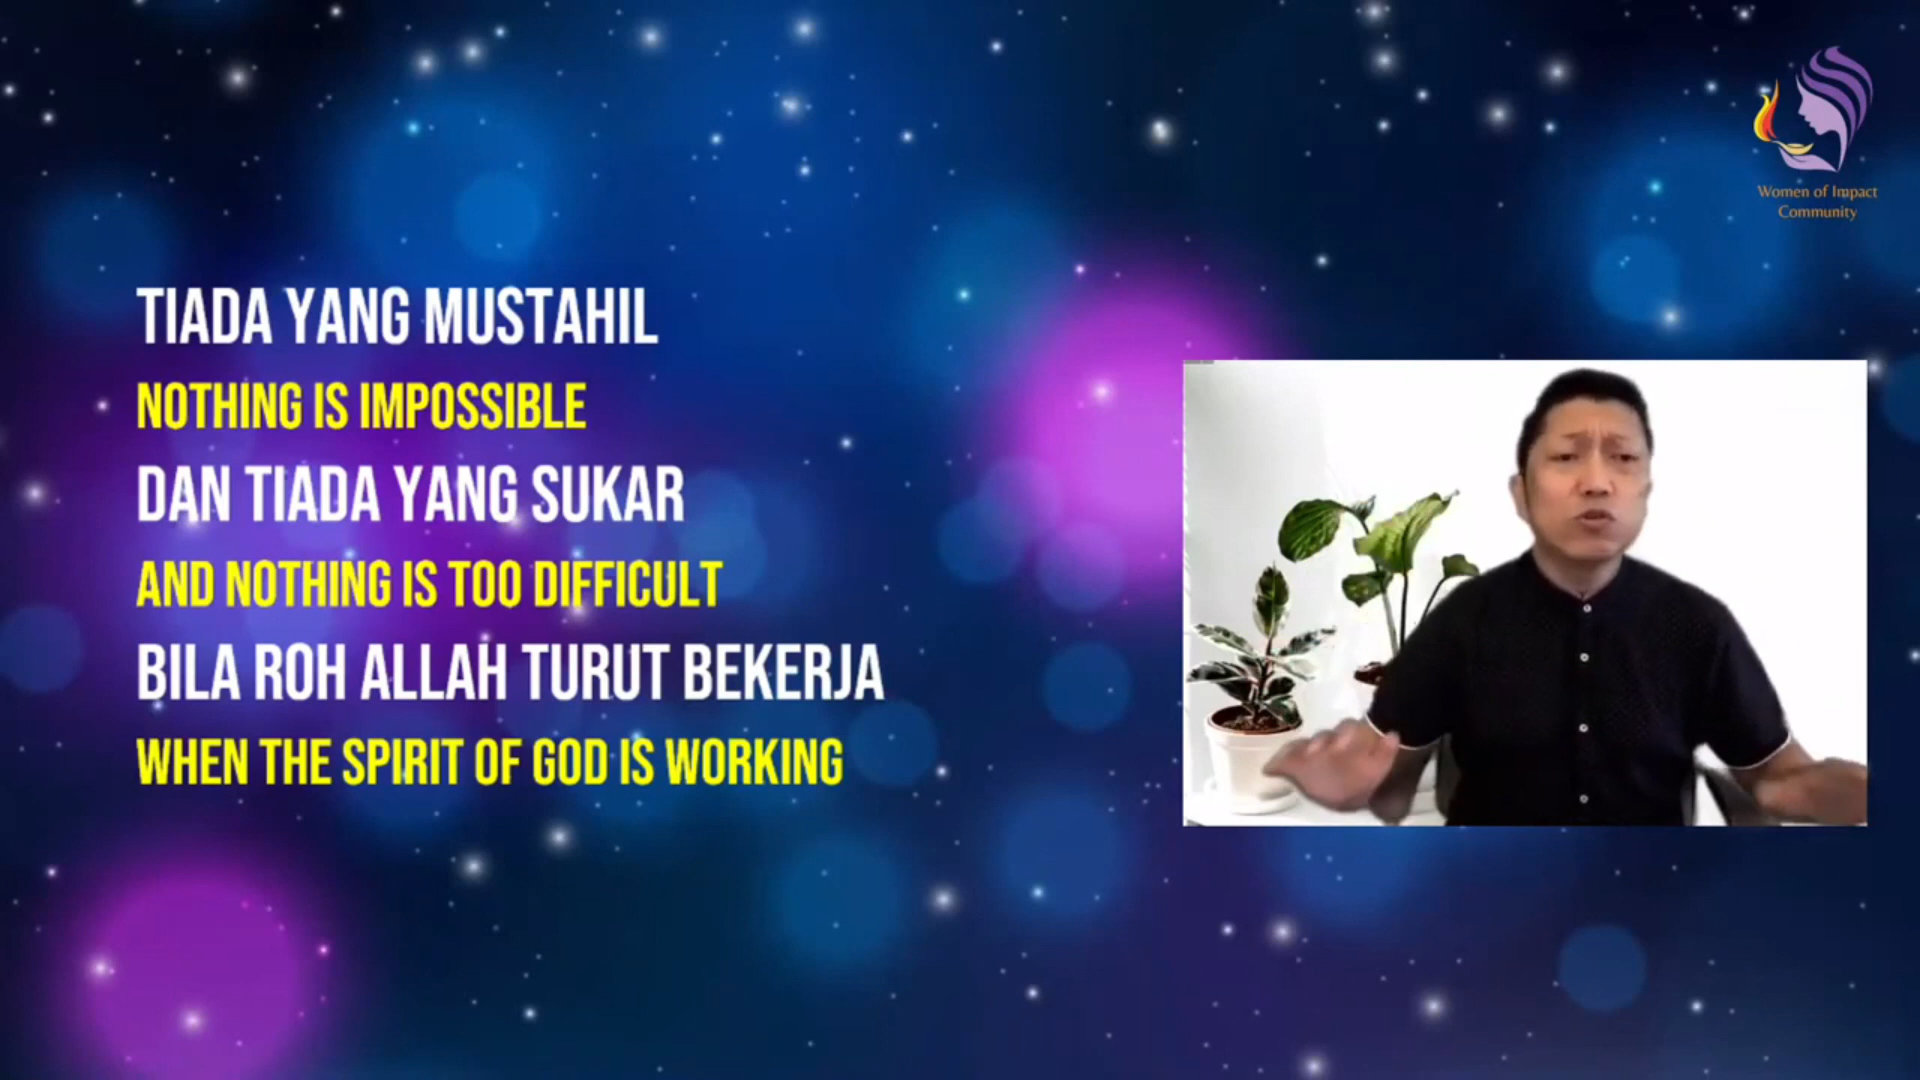 Women of Impact
Community
TIADA YANG MUSTAHIL
NOTHING IS IMPOSSIBLE
DAN TIADA YANG SUKAR
AND NOTHING IS TOO DIFFICULT
BILA ROH ALLAH TURUT BEKERJA
WHEN THE SPIRIT OF GOD IS WORKING